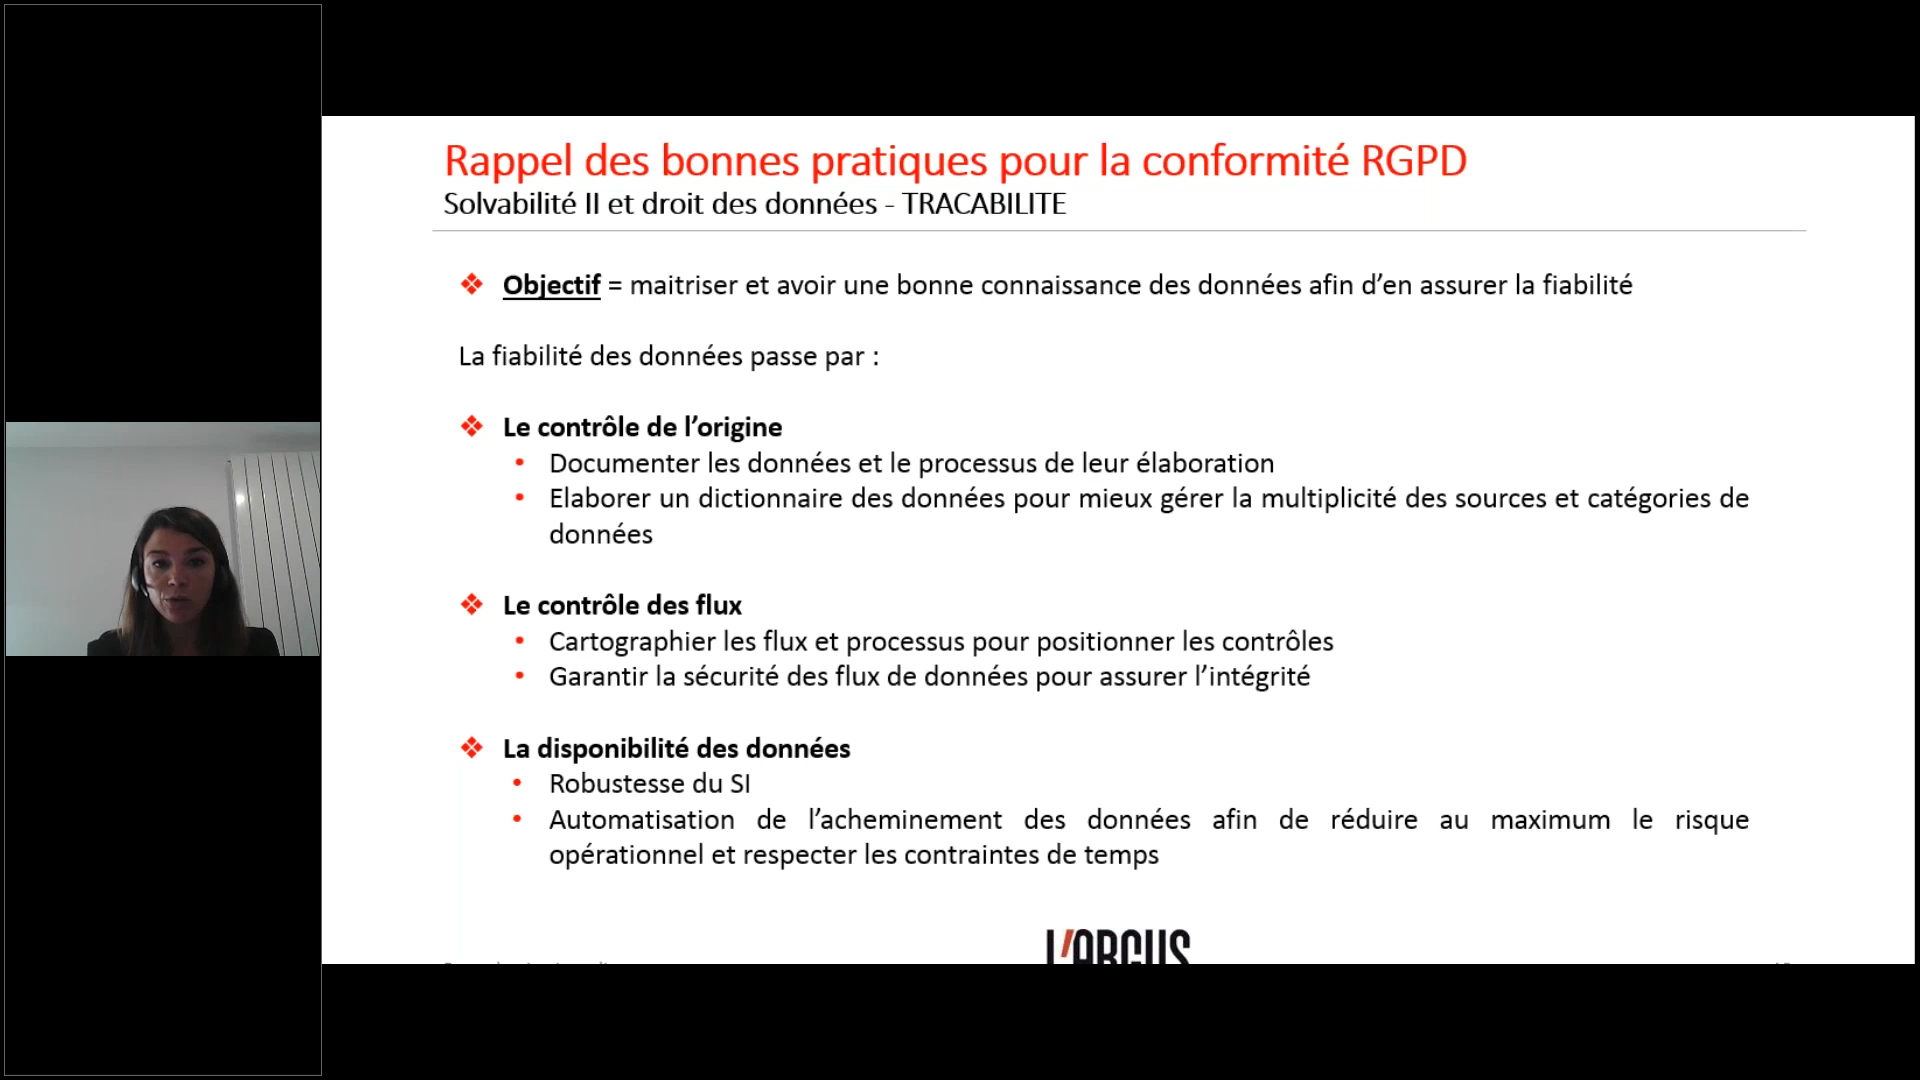 Rappel des bonnes pratiques pour la conformité RGPD
Solvabilité II et droit des données - TRACABILITE
Objectif = maitriser et avoir une bonne connaissance des données afin d’en assurer la fiabilité
La fiabilité des données passe par :
Le contrôle de l’origine
Documenter les données et le processus de leur élaboration
Elaborer un dictionnaire des données pour mieux gérer la multiplicité des sources et catégories de
données
Le contrôle des flux
Cartographier les flux et processus pour positionner les contrôles
Garantir la sécurité des flux de données pour assurer l’intégrité
La disponibilité des données
Robustesse du SI
Automatisation de l’acheminement des données afin de réduire au maximum le risque
opérationnel et respecter les contraintes de temps
L’ARGUS